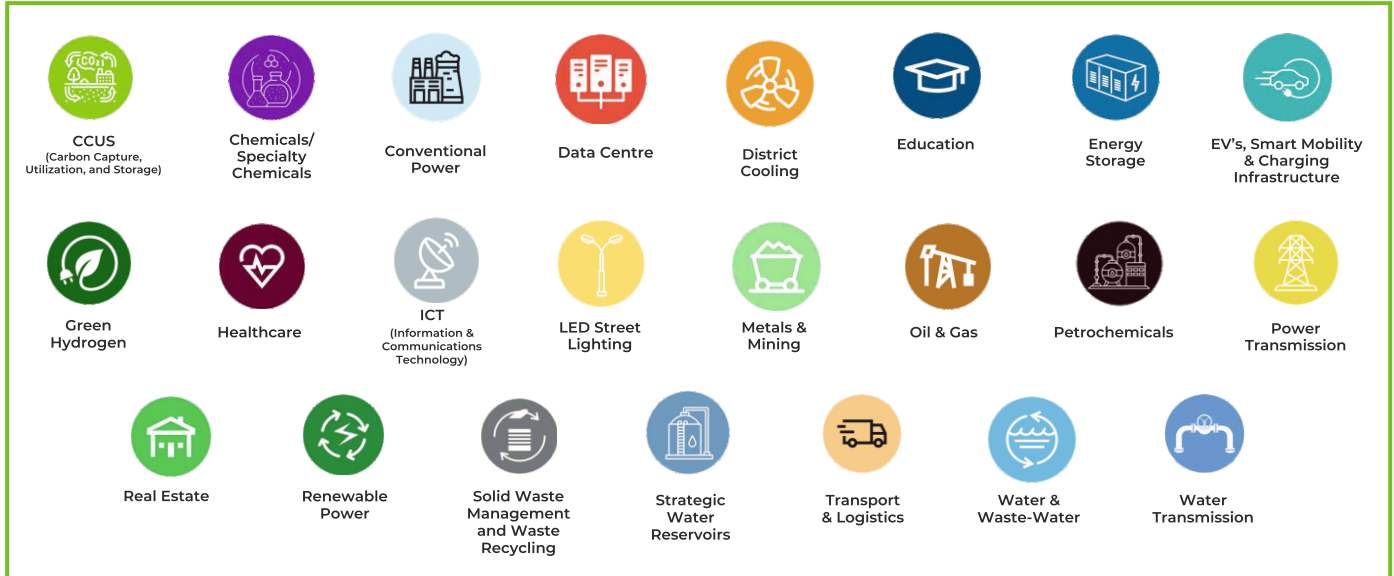 CO₂
CCUS
(Carbon Capture,
Utilization, and Storage)
Chemicals/
Specialty
Chemicals
Conventional
Power
Data Centre
District
Cooling
Education
Energy
Storage
EV's, Smart Mobility
& Charging
Infrastructure
Green
Hydrogen
Healthcare
ICT
(Information &
Communications
Technology)
LED Street
Lighting
Metals &
Mining
Oil & Gas
Petrochemicals
Power
Transmission
Real Estate
Renewable
Power
Solid Waste
Management
and Waste
Recycling
Strategic
Water
Reservoirs
Transport
& Logistics
Water &
Waste-Water
Water
Transmission